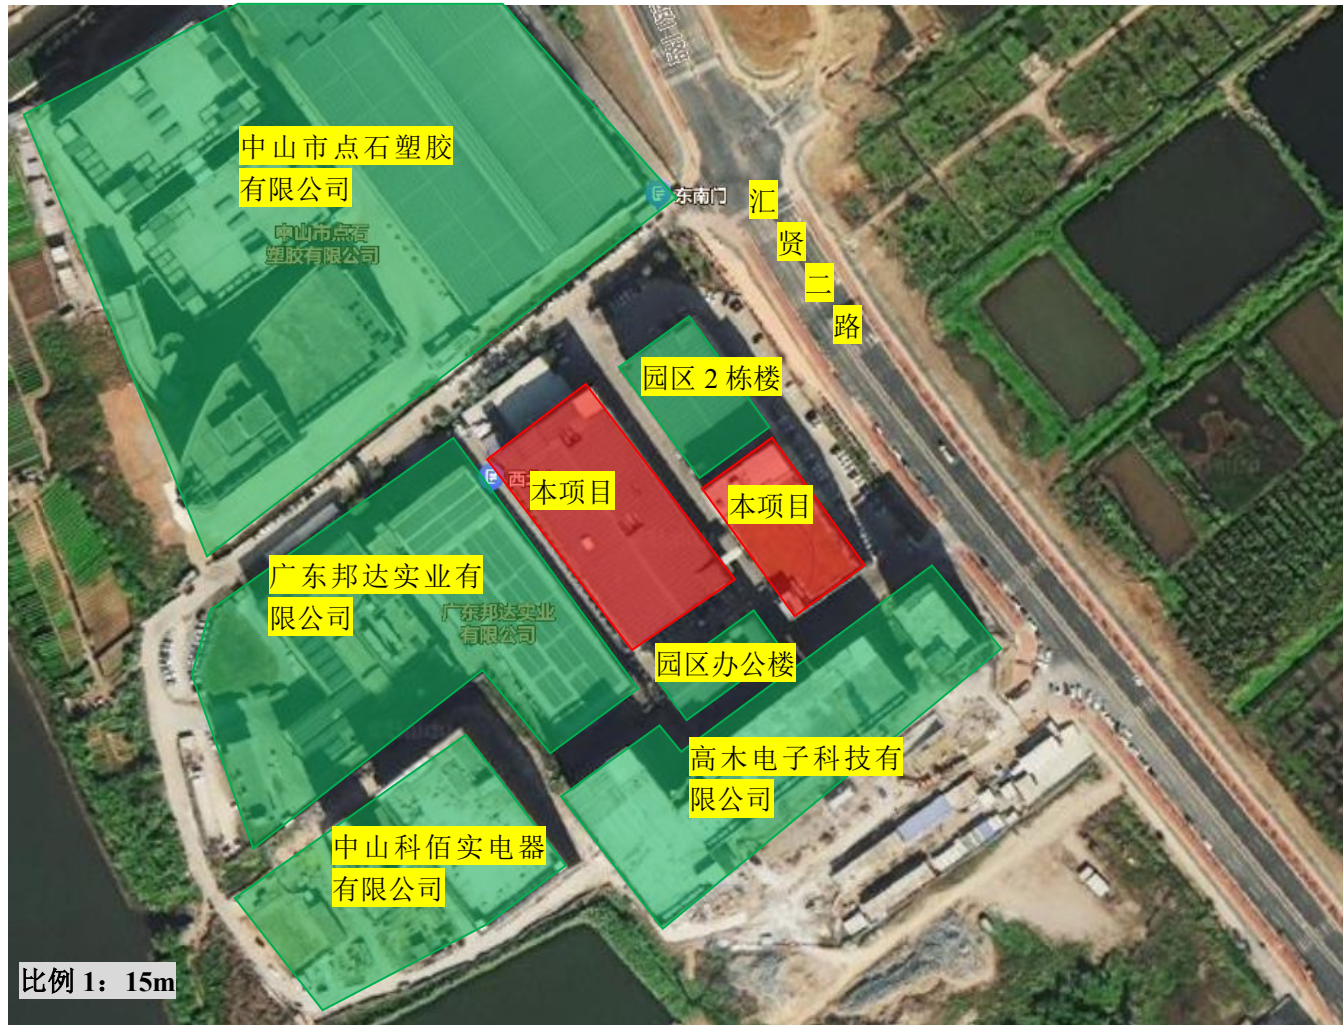 中山市点石塑胶
有限公司
中山市点石
塑胶有限公司
东南门
汇
贤
二
路
园区 2 栋楼
本项目
本项目
广东邦达实业有
限公司
广东邦达实业
有限公司
园区办公楼
高木电子科技有
限公司
中山科佰实电器
有限公司
比例 1：15m